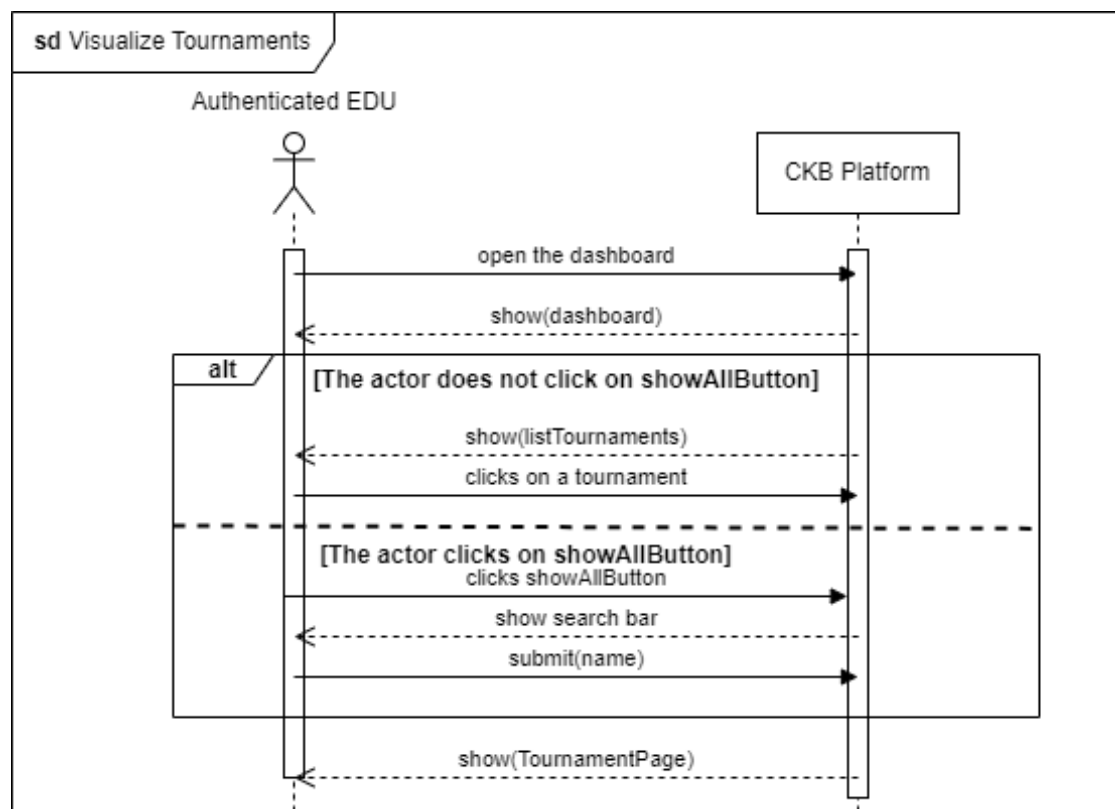 sd Visualize Tournaments
Authenticated EDU
CKB Platform
open the dashboard
show(dashboard)
alt
[The actor does not click on showAllButton]
show(listTournaments)
clicks on a tournament
[The actor clicks on showAllButton]
clicks showAllButton
show search bar
submit(name)
show(TournamentPage)